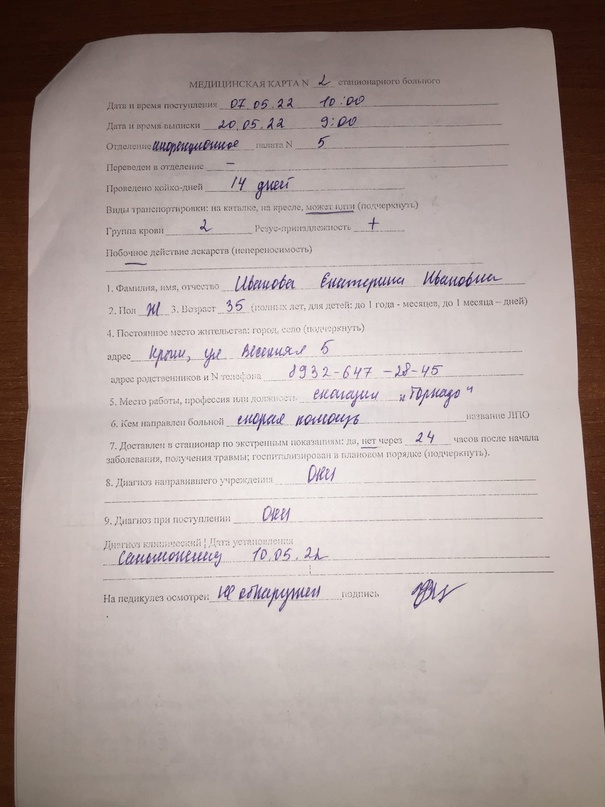 МЕДИЦИНСКАЯ КАРТА N 2 стационарного больного
Дата и время поступления 07.05.22 10:00
Дата и время выписки 20.05.22 9:00
Отделение инфекционное палата N 5
Переведен в отделение –
Проведено койко-дней 14 дней
Виды транспортировки: на каталке, на кресле, может идти (подчеркнуть)
Группа крови 2 Резус-принадлежность +
Побочное действие лекарств (непереносимость)
1. Фамилия, имя, отчество Иванова Екатерина Ивановна
2. Пол Ж 3. Возраст 35 (полных лет, для детей: до 1 года - месяцев, до 1 месяца – дней)
4. Постоянное место жительства: город, село (подчеркнуть)
адрес ул Весенняя 5
адрес родственников и N телефона 8932-647-28-45
5. Место работы, профессия или должность "Торнадо"
6. Кем направлен больной скорая помощь название ЛПО
7. Доставлен в стационар по экстренным показаниям: да, нет через 24 часов после начала
заболевания, получения травмы; госпитализирован в плановом порядке (подчеркнуть).
8. Диагноз направившего учреждения ОКИ
9. Диагноз при поступлении ОКИ
Диагноз клинический Дата установления
10.05.22
На педикулез осмотрен не обнаружен подпись